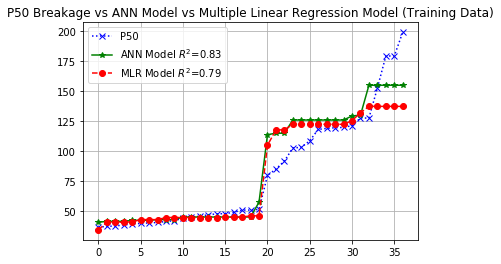 P50 Breakage vs ANN Model vs Multiple Linear Regression Model (Training Data)
P50
ANN Model R²=0.83
MLR Model R²=0.79
200
175
150
125
100
75
50
0 5 10 15 20 25 30 35